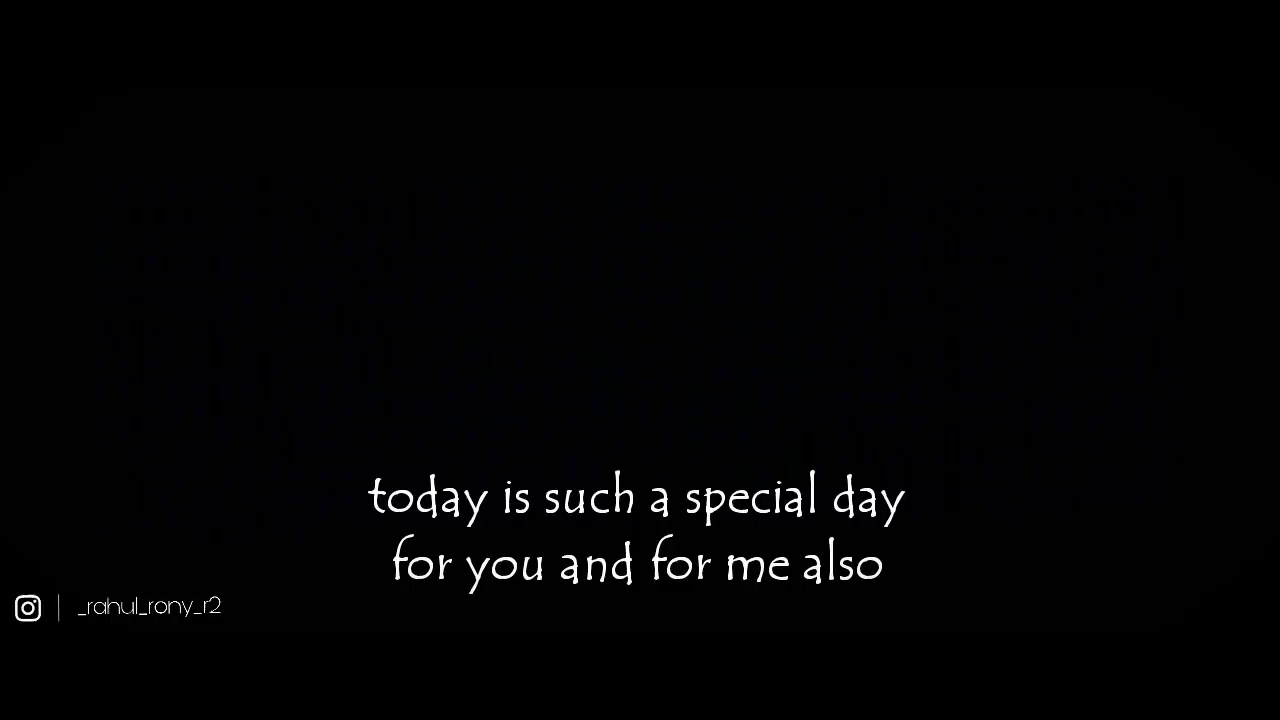 today is such a special day
for you and for me also
_rahul_rony_r2